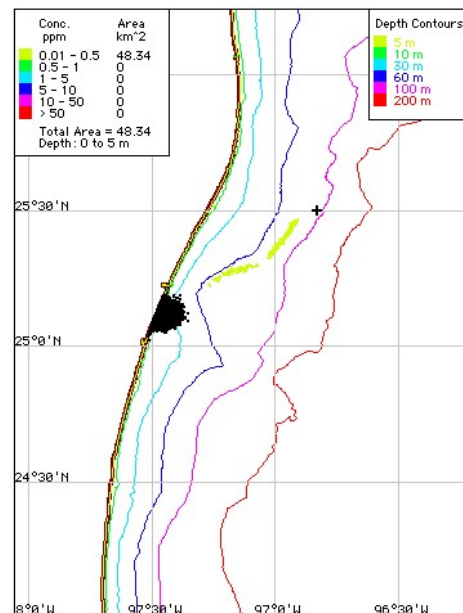 Conc. Area
ppm km^2
0.01 - 0.5 48.34
0.5 - 1 0
1 - 5 0
5 - 10 0
10 - 50 0
> 50 0
Total Area = 48.34
Depth: 0 to 5 m
Depth Contours
5 m
10 m
30 m
60 m
100 m
200 m
25°30'N
25°0'N
24°30'N
8°0'W 97°30'W 97°0'W 96°30'W